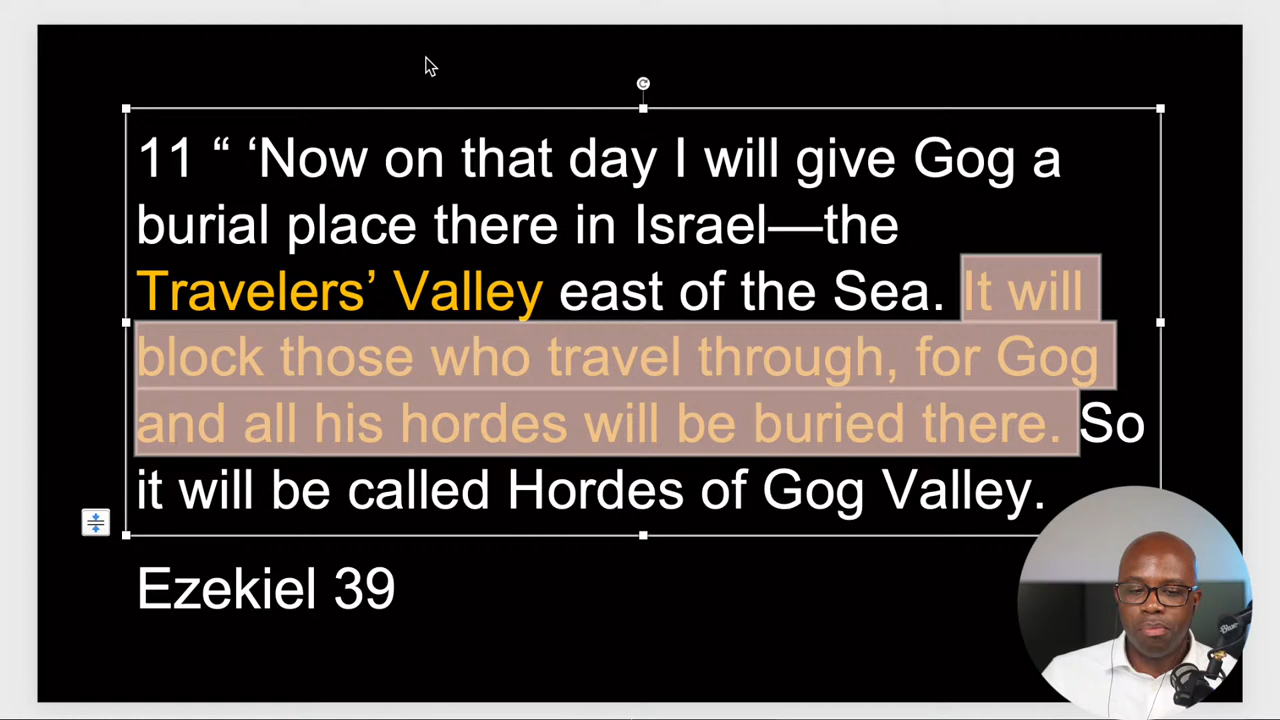 11 “ ‘Now on that day I will give Gog a
burial place there in Israel—the
Travelers’ Valley east of the Sea. It will
block those who travel through, for Gog
and all his hordes will be buried there. So
it will be called Hordes of Gog Valley.
Ezekiel 39
Blue